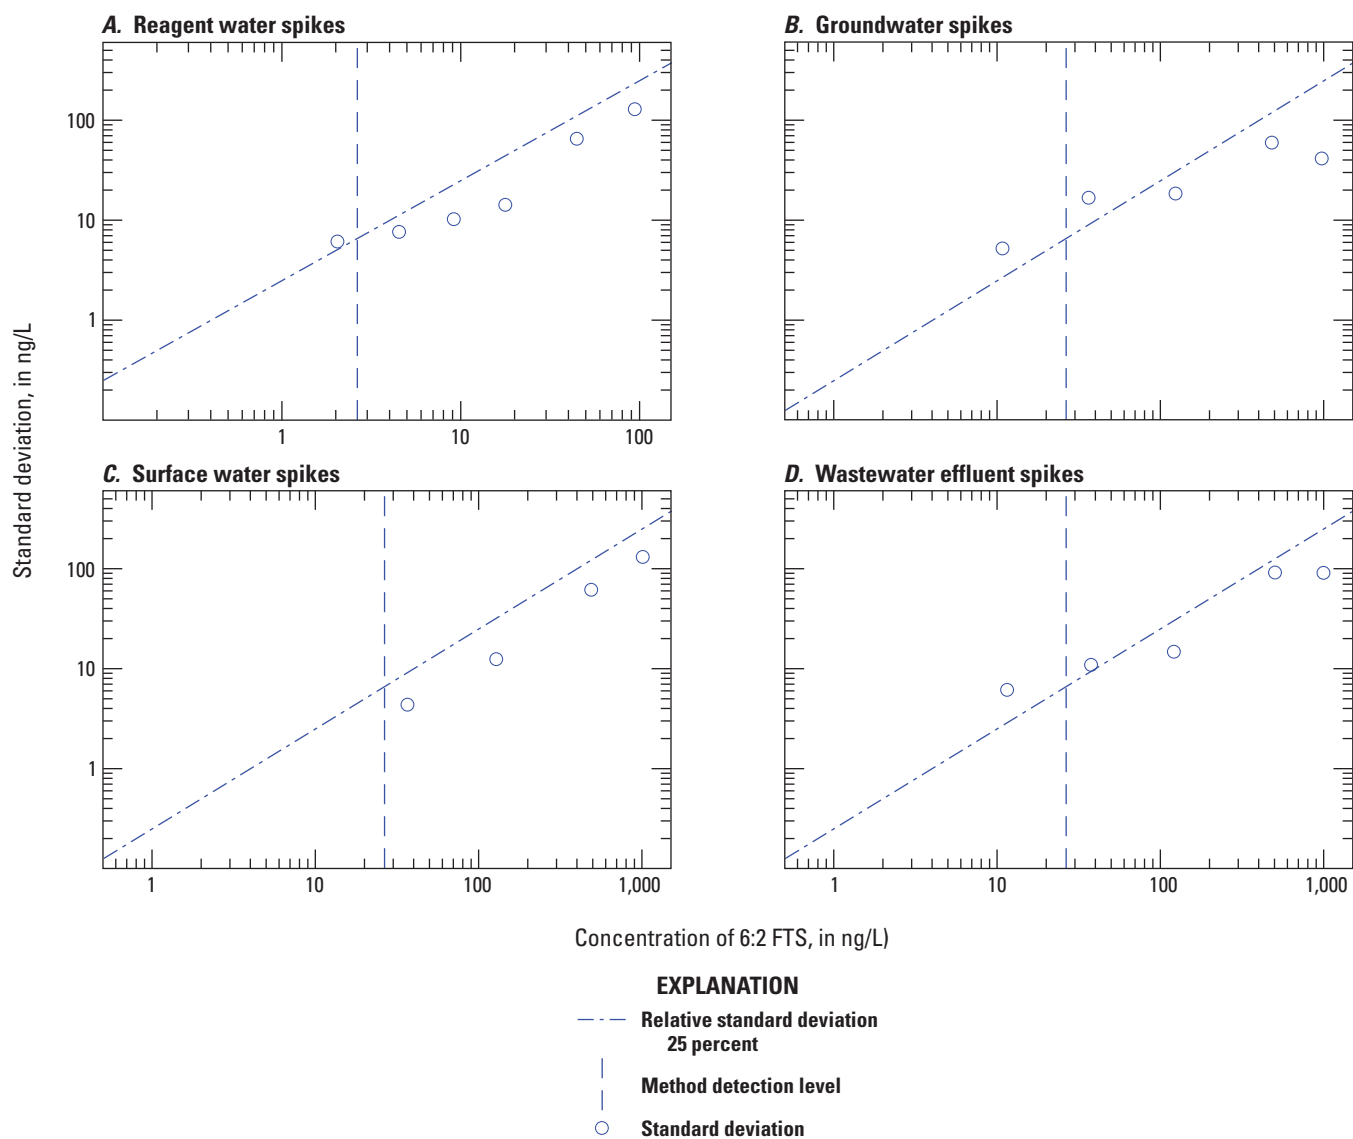 A. Reagent water spikes
100
10
1
1 10 100
B. Groundwater spikes
100
10
1
C. Surface water spikes
100
10
1
1 10 100 1,000
D. Wastewater effluent spikes
100
10
1
1 10 100 1,000
Standard deviation, in ng/L
Concentration of 6:2 FTS, in ng/L)
EXPLANATION
Relative standard deviation
25 percent
Method detection level
Standard deviation